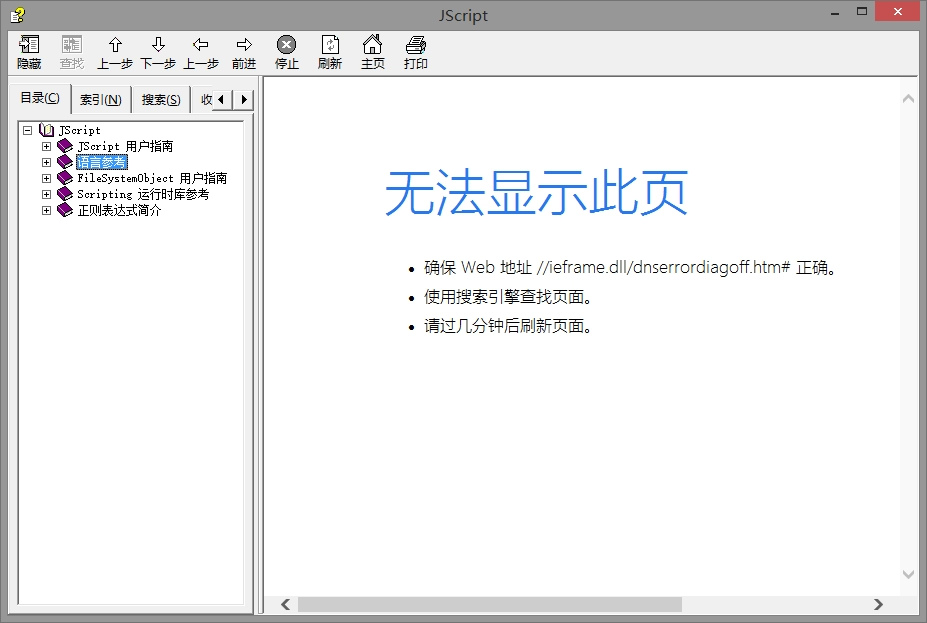 JScript
隐藏 查找 上一步 下一步 上一步 前进 停止 刷新 主页 打印
目录(C) 索引(N) 搜索(S) 收
JScript
JScript 用户指南
语言参考
FileSystemObject 用户指南
Scripting 运行时库参考
正则表达式简介
无法显示此页
确保 Web 地址 //ieframe.dll/dnserrordiagoff.htm# 正确。
使用搜索引擎查找页面。
请过几分钟后刷新页面。